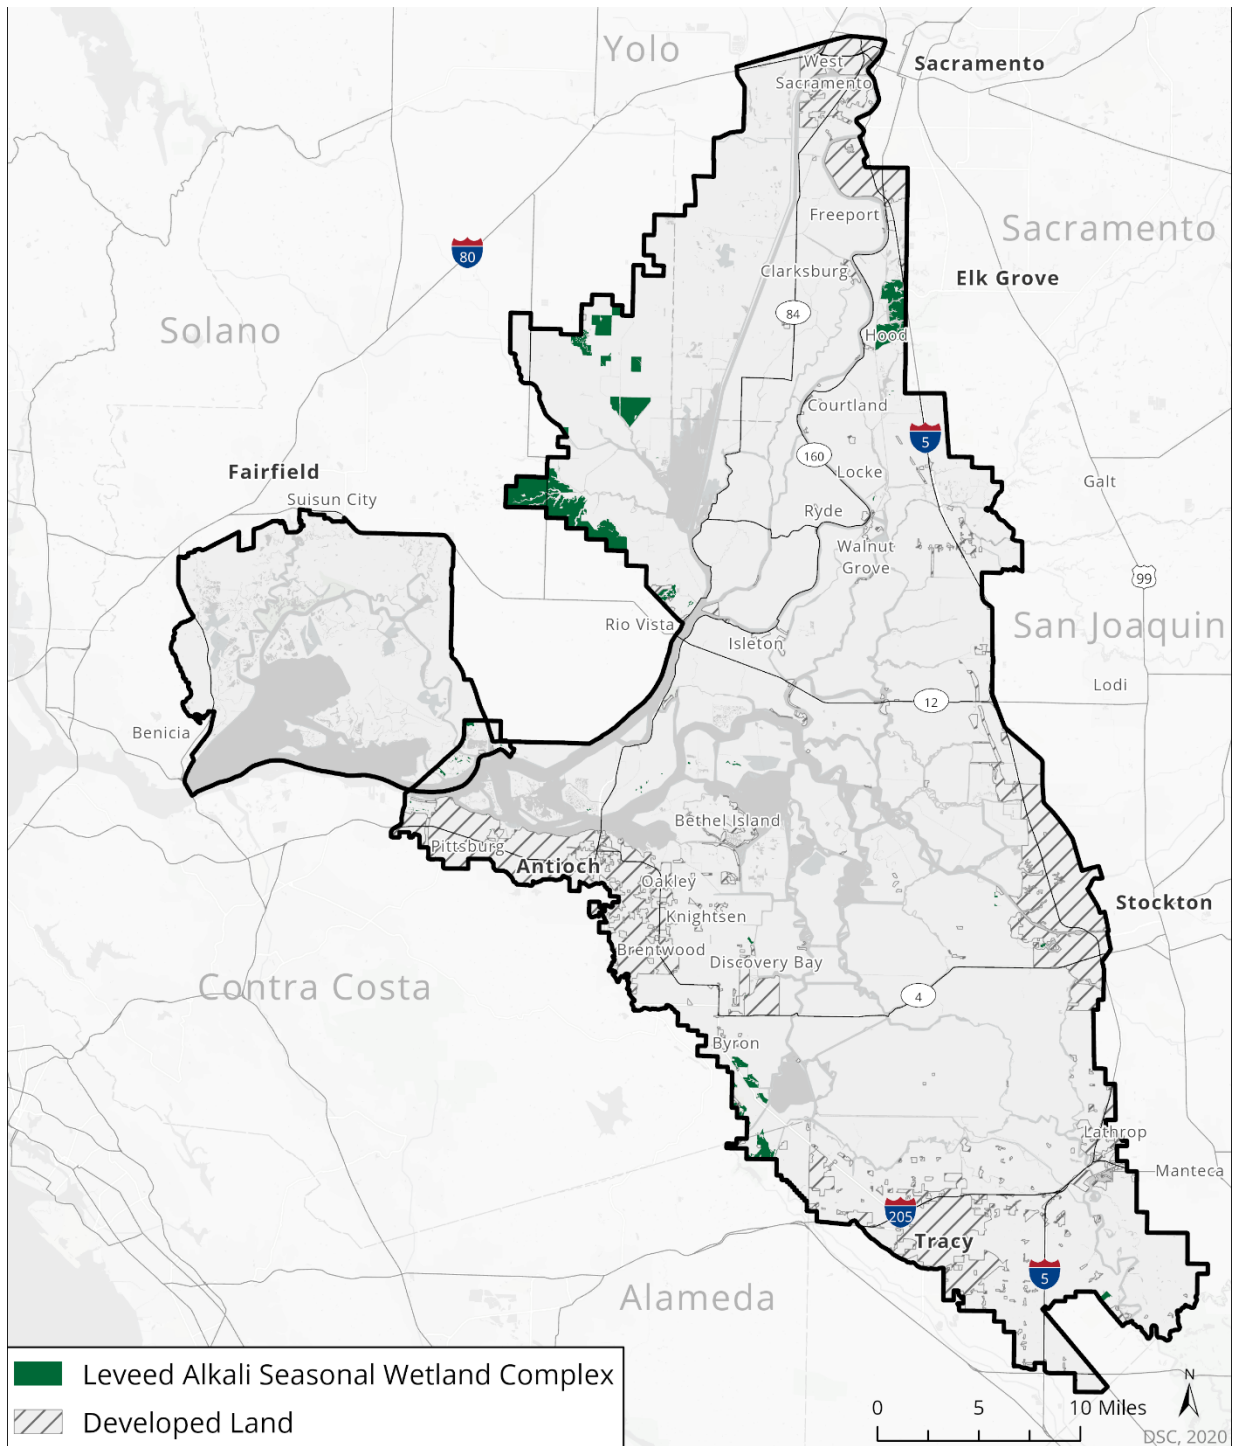 Yolo
Sacramento
West
Sacramento
Freeport
Sacramento
Clarksburg
80
Elk Grove
84
Solano
Hood
Courtland
5
160
Fairfield
Locke
Galt
Suisun City
Ryde
Walnut
Grove
99
Rio Vista
Isleton
San Joaquin
Lodi
12
Benicia
Bethel Island
Pittsburg
Antioch
Oakley
Stockton
Knightsen
Brentwood
Discovery Bay
Contra Costa
4
Byron
Lathrop
Manteca
205
Tracy
5
Alameda
Leveed Alkali Seasonal Wetland Complex
Developed Land
0 5 10 Miles
N
DSC, 2020